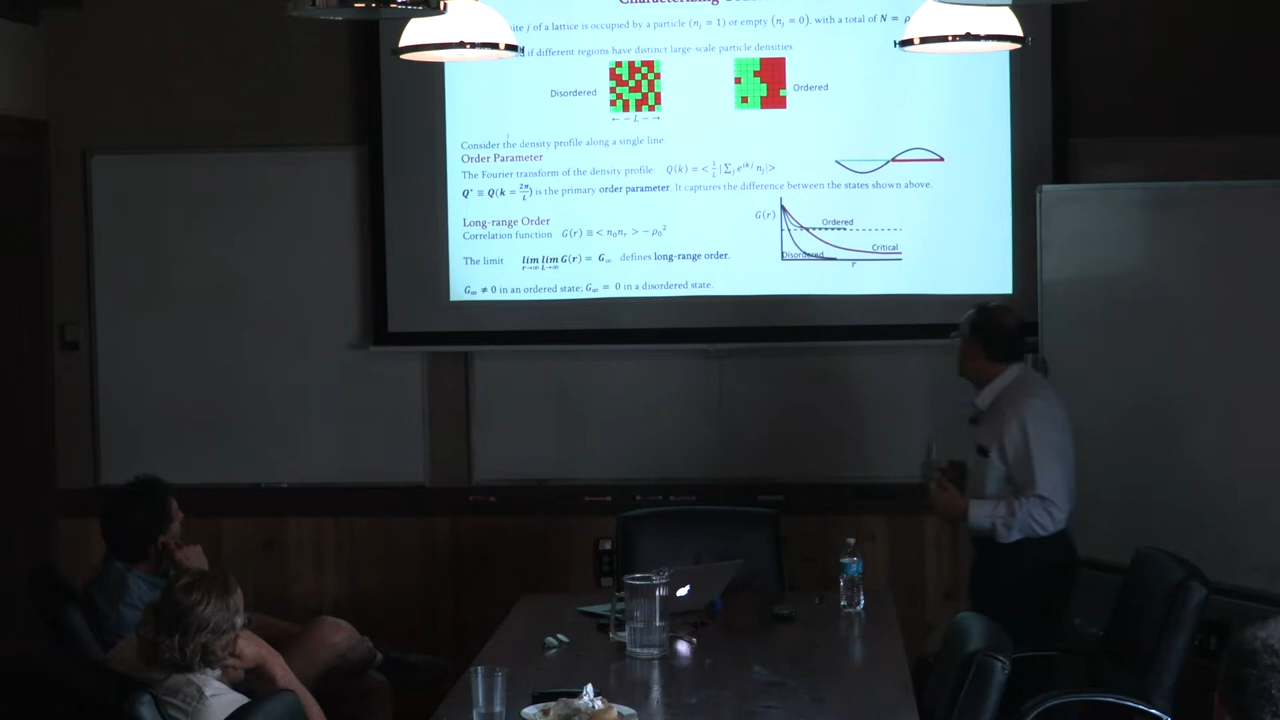 ite j of a lattice is occupied by a particle (n_j = 1) or empty (n_j = 0), with a total of N = ρ
if different regions have distinct large-scale particle densities
Disordered
← – L – →
Ordered
Consider the density profile along a single line
Order Parameter
The Fourier transform of the density profile: Q(k) = < 1/L |∑_j e^{ikj} n_j| >
Q* ≡ Q(k = 2π/L) is the primary order parameter. It captures the difference between the states shown above.
Long-range Order
Correlation function G(r) ≡ < n_0 n_r > − ρ_0²
The limit lim_{r→∞} lim_{L→∞} G(r) = G_∞ defines long-range order.
G_∞ ≠ 0 in an ordered state; G_∞ = 0 in a disordered state.
G(r)
Ordered
Critical
Disordered
r